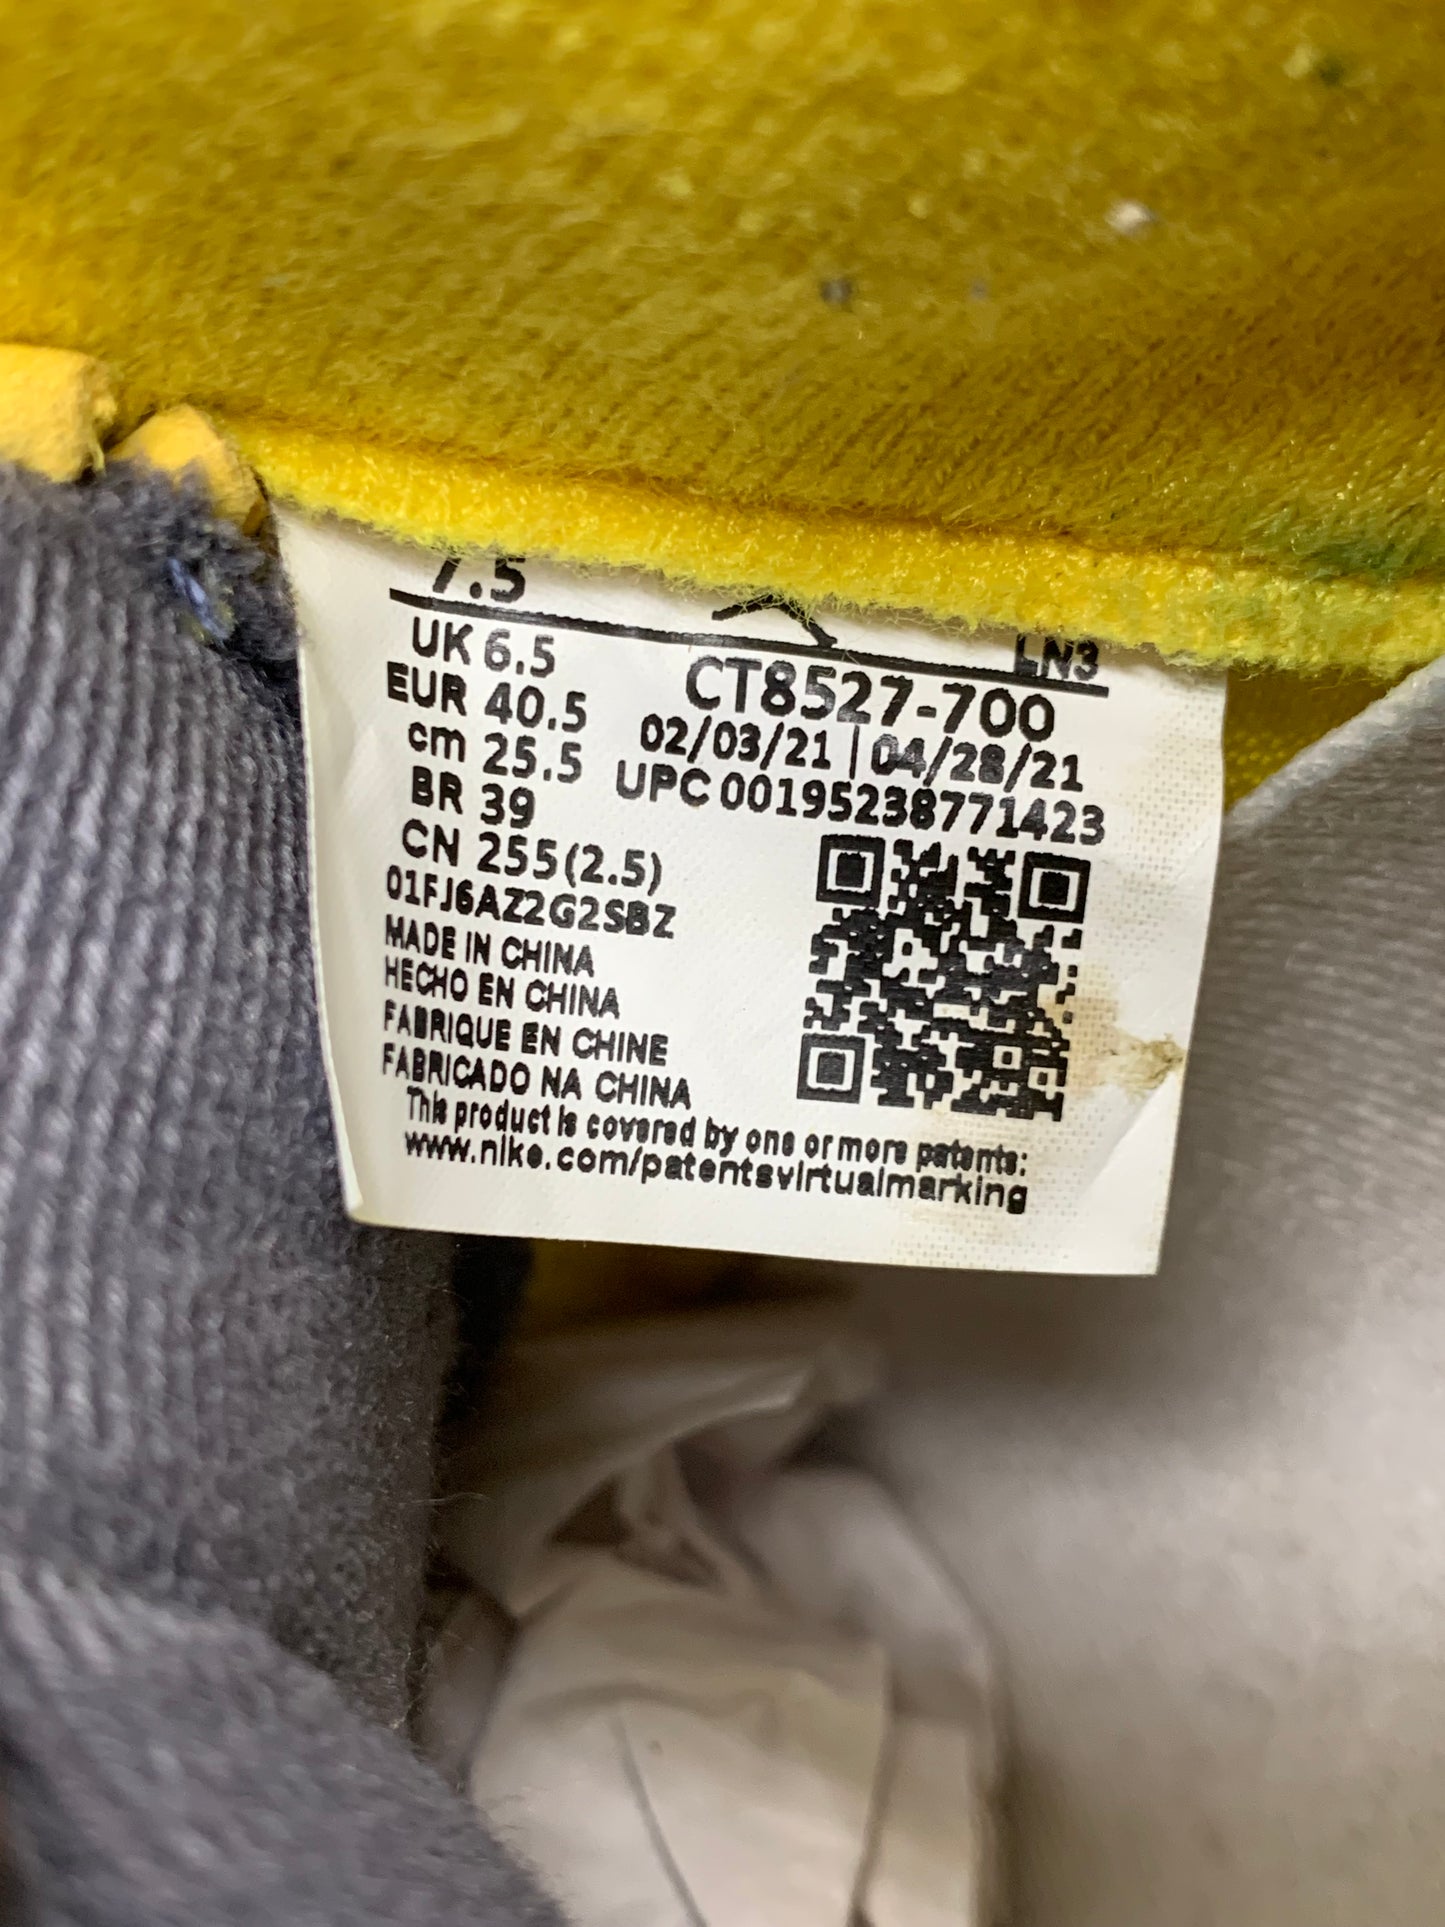 7.5
LN3
UK 6.5
EUR 40.5
cm 25.5
BR 39
CN 255(2.5)
CT8527-700
02/03/21 | 04/28/21
UPC 00195238771423
01FJ6AZ2G2SBZ
MADE IN CHINA
HECHO EN CHINA
FABRIQUE EN CHINE
FABRICADO NA CHINA
This product is covered by one or more patents:
www.nike.com/patentsvirtualmarking